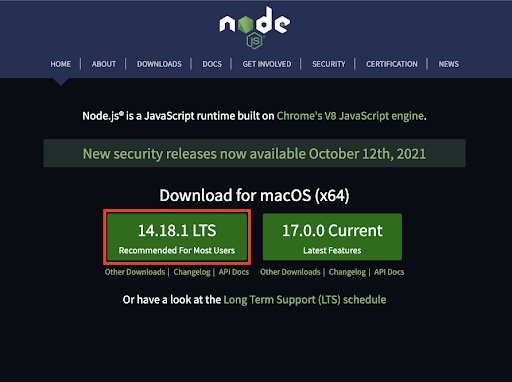 node
JS
HOME | ABOUT | DOWNLOADS | DOCS | GET INVOLVED | SECURITY | CERTIFICATION | NEWS
Node.js® is a JavaScript runtime built on Chrome's V8 JavaScript engine.
New security releases now available October 12th, 2021
Download for macOS (x64)
14.18.1 LTS 17.0.0 Current
Recommended For Most Users Latest Features
Other Downloads | Changelog | API Docs Other Downloads | Changelog | API Docs
Or have a look at the Long Term Support (LTS) schedule